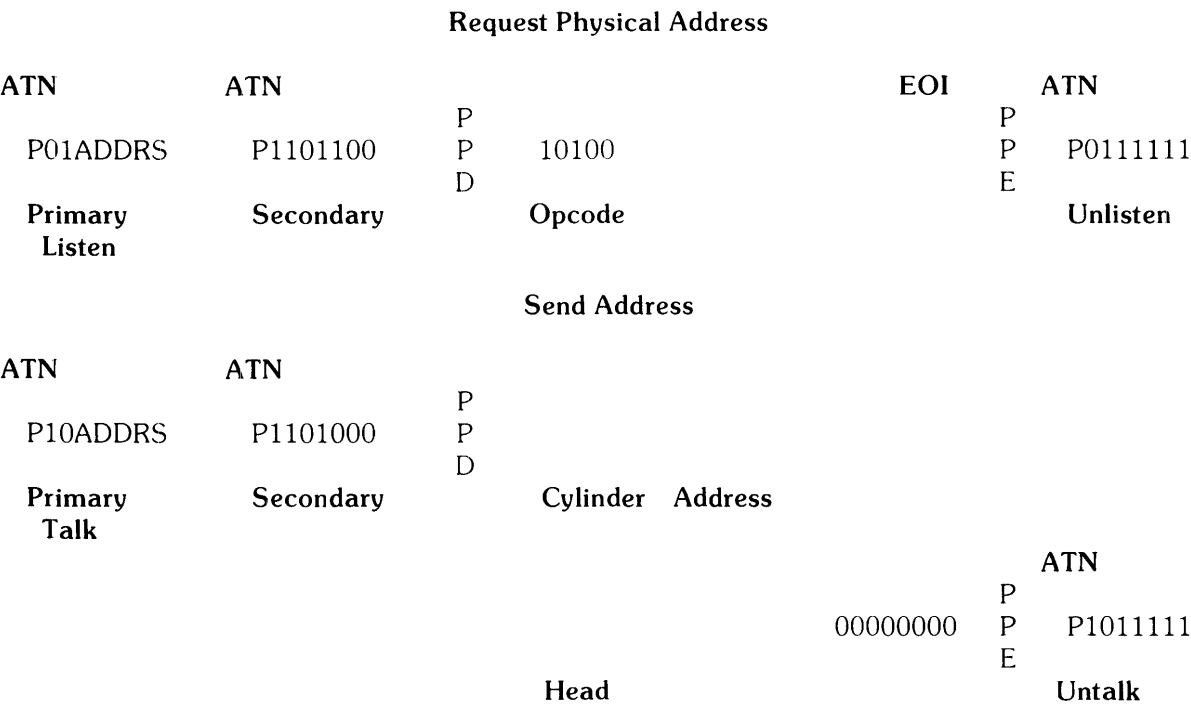 Request Physical Address
ATN ATN EOI ATN
P P
P01ADDRS P1101100 P 10100 P P0111111
D E
Primary Secondary Opcode Unlisten
Listen
Send Address
ATN ATN
P
P10ADDRS P1101000 P
D
Primary Secondary Cylinder Address
Talk
ATN
P
00000000 P P1011111
E
Head Untalk